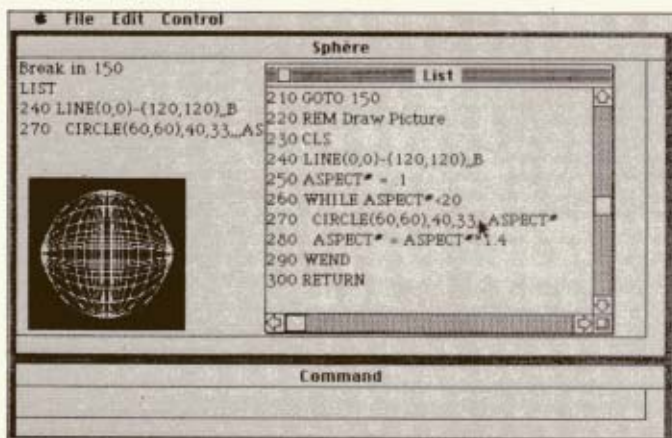 File Edit Control
Sphère
Break in 150
LIST
240 LINE(0,0)-(120,120),,B
270 CIRCLE(60,60),40,33,,,AS
List
210 GOTO 150
220 REM Draw Picture
230 CLS
240 LINE(0,0)-(120,120),,B
250 ASPECT# = .1
260 WHILE ASPECT#<20
270 CIRCLE(60,60),40,33,,,ASPECT#
280 ASPECT# = ASPECT#*1.4
290 WEND
300 RETURN
Command